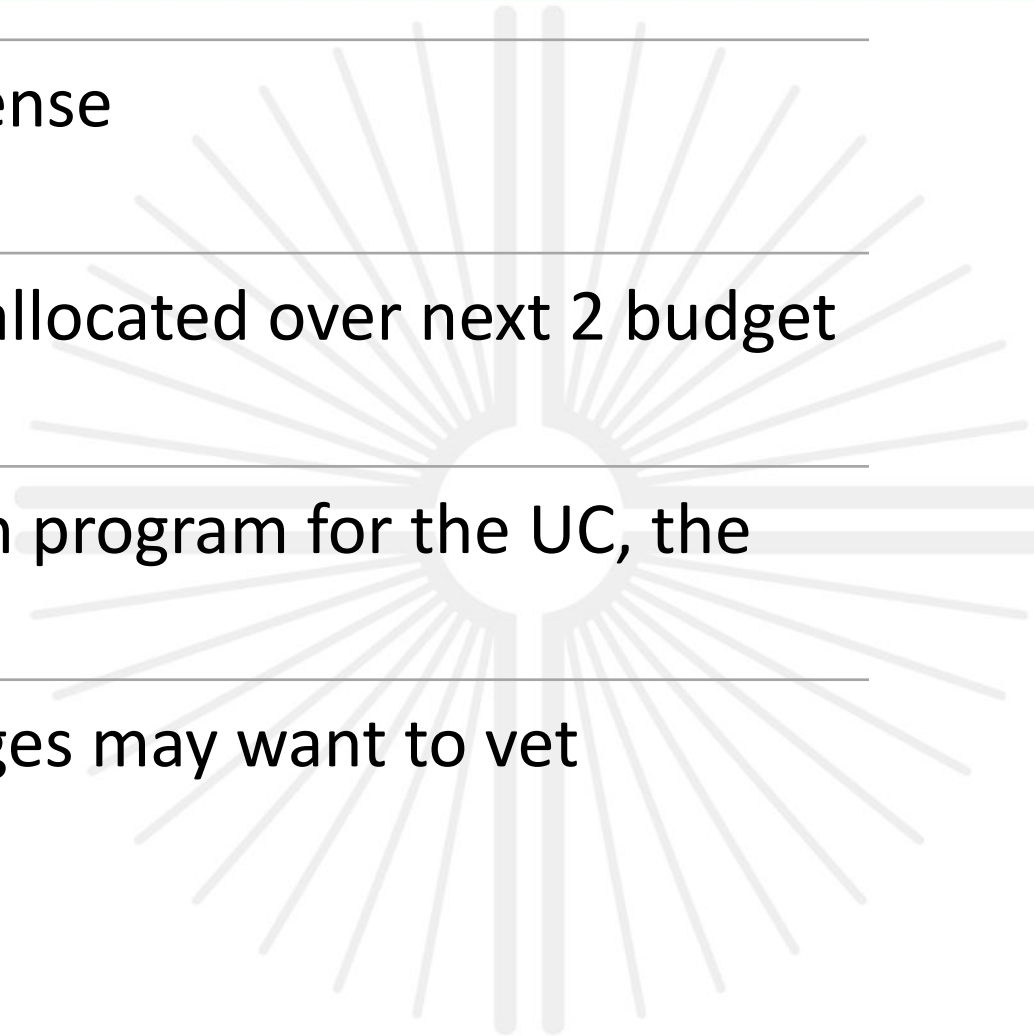 ense
allocated over next 2 budget
n program for the UC, the
ges may want to vet